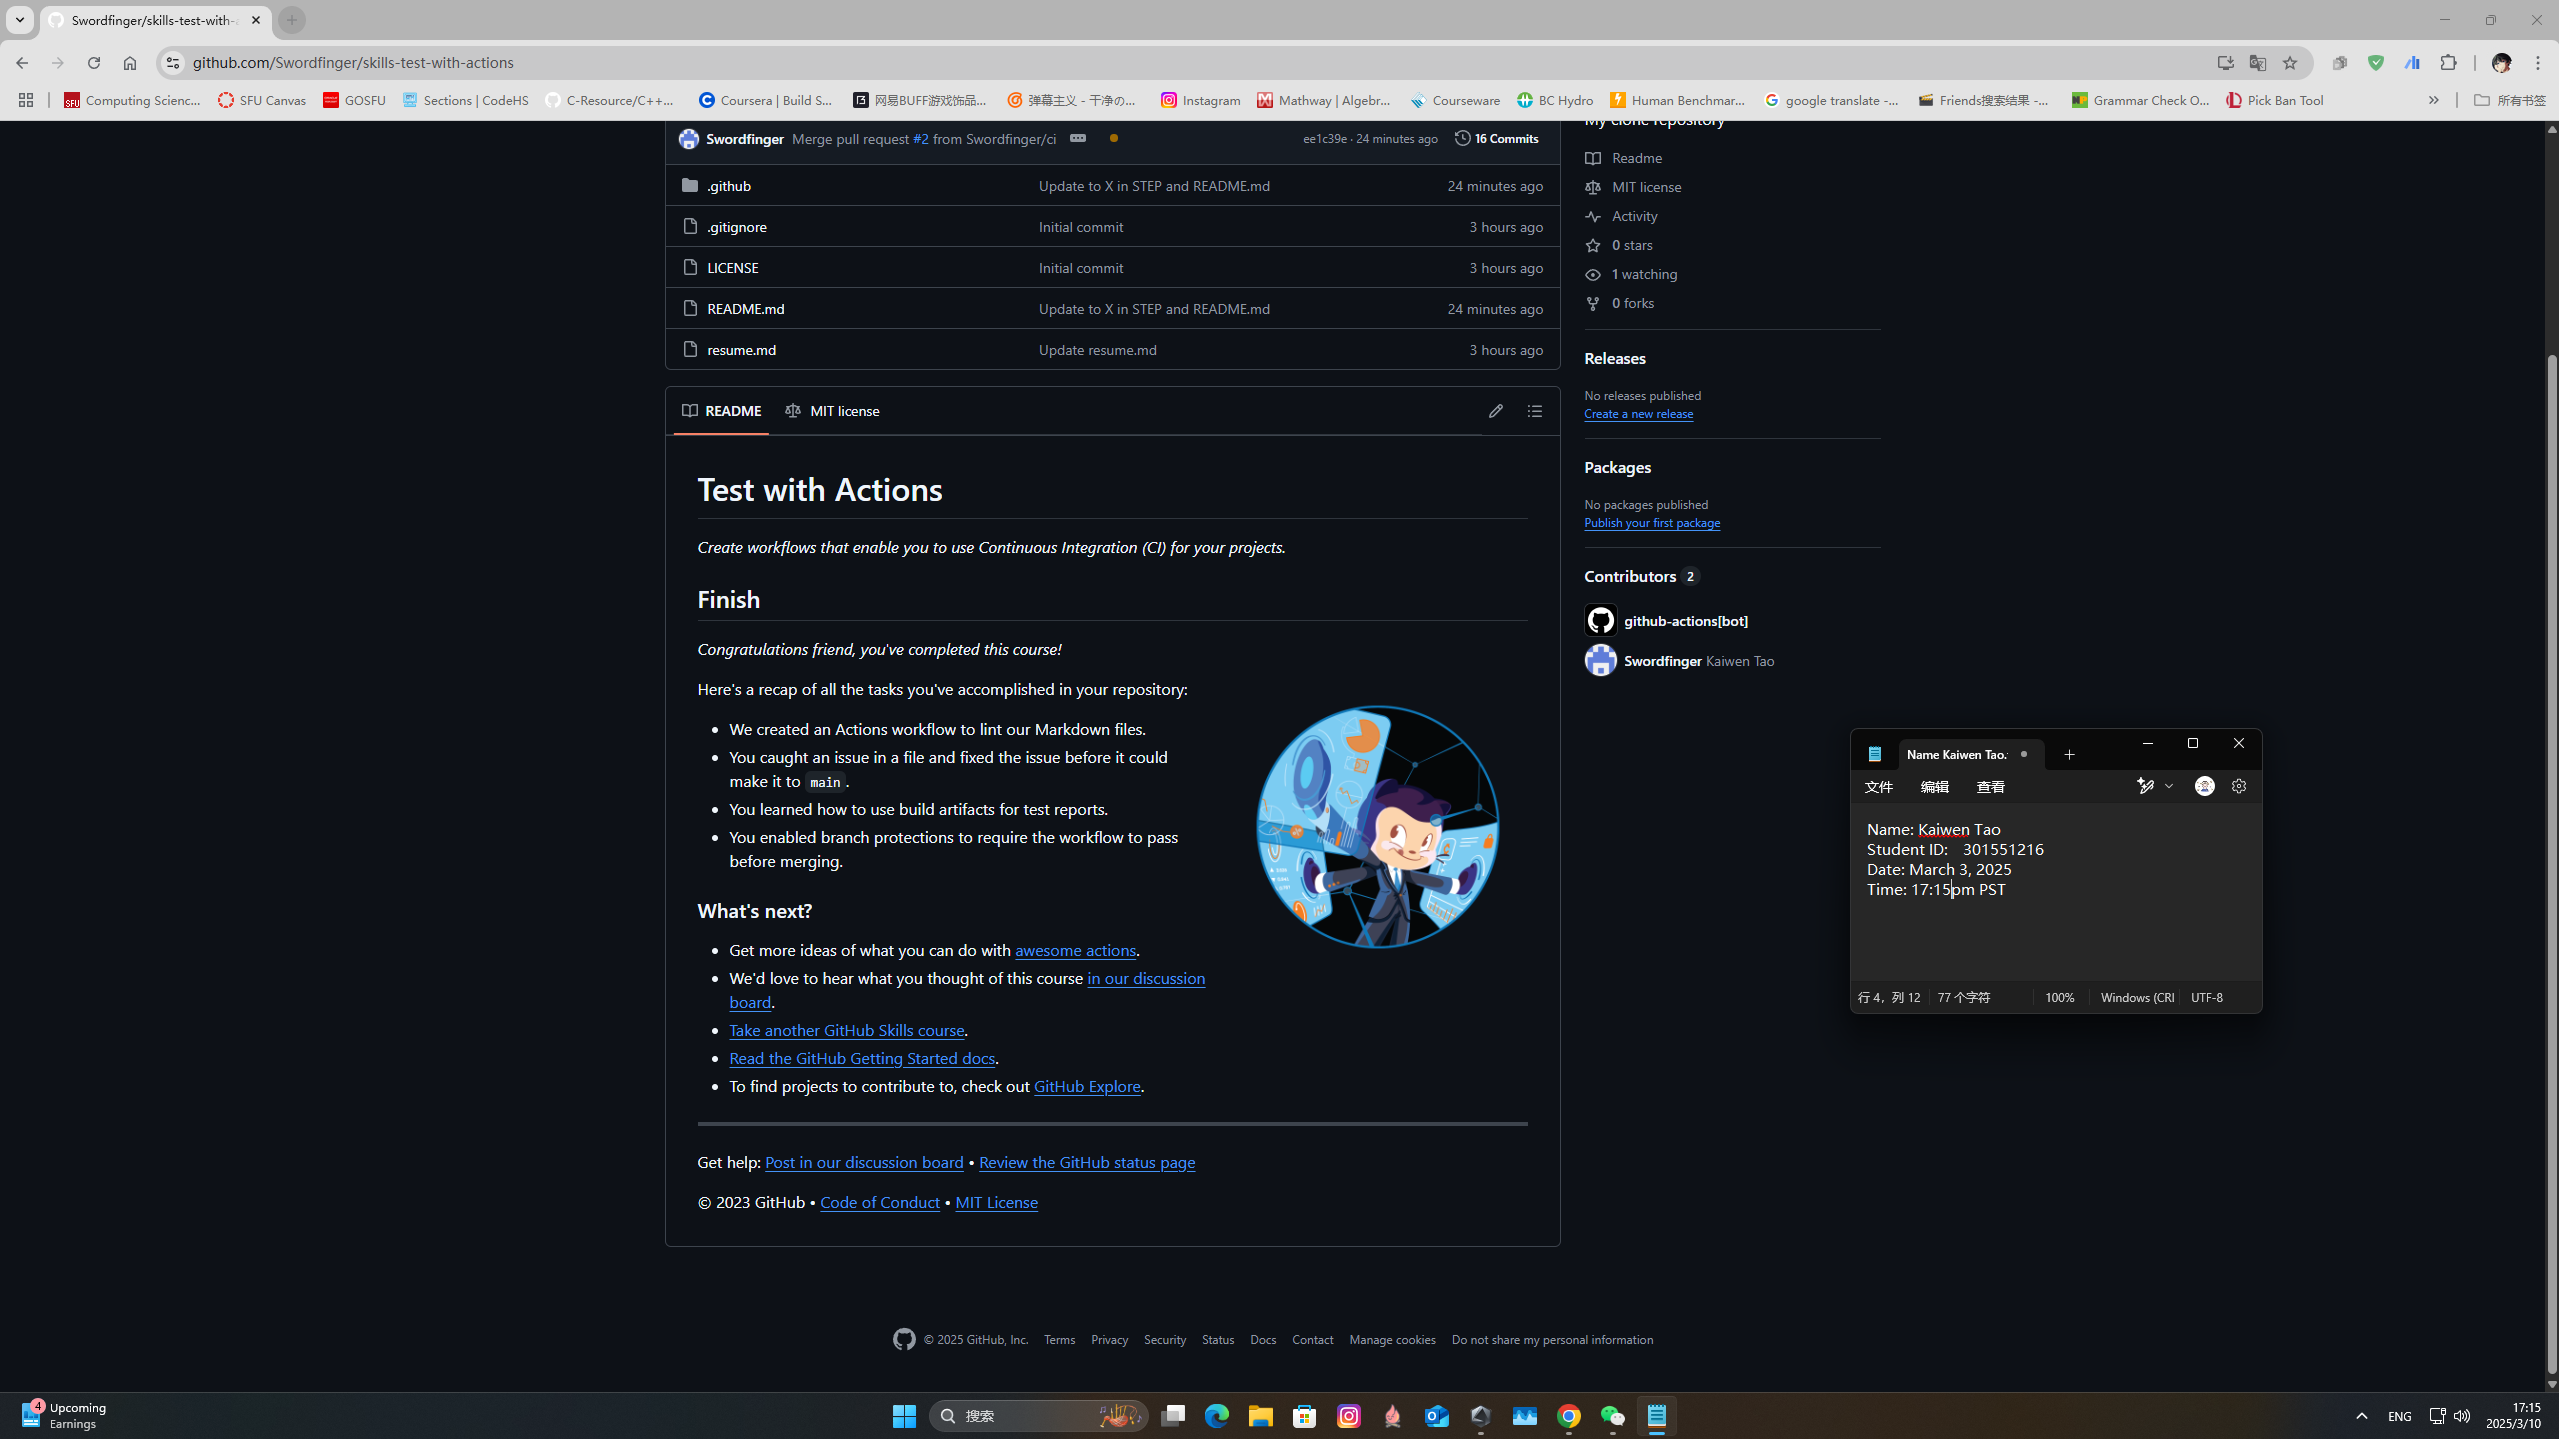 Swordfinger/skills-test-with-a
github.com/Swordfinger/skills-test-with-actions
Computing Scienc...
SFU Canvas
GOSFU
Sections | CodeHS
C-Resource/C++...
Coursera | Build S...
网易BUFF游戏饰品...
弹幕主义 - 干净の...
Instagram
Mathway | Algebr...
Courseware
BC Hydro
Human Benchmar...
google translate -...
Friends搜索结果 -...
Grammar Check O...
Pick Ban Tool
所有书签
Swordfinger Merge pull request #2 from Swordfinger/ci ee1c39e · 24 minutes ago 16 Commits
.github Update to X in STEP and README.md 24 minutes ago
.gitignore Initial commit 3 hours ago
LICENSE Initial commit 3 hours ago
README.md Update to X in STEP and README.md 24 minutes ago
resume.md Update resume.md 3 hours ago
README MIT license
Test with Actions
Create workflows that enable you to use Continuous Integration (CI) for your projects.
Finish
Congratulations friend, you've completed this course!
Here's a recap of all the tasks you've accomplished in your repository:
• We created an Actions workflow to lint our Markdown files.
• You caught an issue in a file and fixed the issue before it could
make it to main.
• You learned how to use build artifacts for test reports.
• You enabled branch protections to require the workflow to pass
before merging.
What's next?
• Get more ideas of what you can do with awesome actions.
• We'd love to hear what you thought of this course in our discussion
board.
• Take another GitHub Skills course.
• Read the GitHub Getting Started docs.
• To find projects to contribute to, check out GitHub Explore.
Get help: Post in our discussion board • Review the GitHub status page
© 2023 GitHub • Code of Conduct • MIT License
My clone repository
Readme
MIT license
Activity
0 stars
1 watching
0 forks
Releases
No releases published
Create a new release
Packages
No packages published
Publish your first package
Contributors 2
github-actions[bot]
Swordfinger Kaiwen Tao
Name Kaiwen Tao.
文件 编辑 查看
Name: Kaiwen Tao
Student ID: 301551216
Date: March 3, 2025
Time: 17:15pm PST
行 4，列 12 77 个字符 100% Windows (CRI UTF-8
© 2025 GitHub, Inc. Terms Privacy Security Status Docs Contact Manage cookies Do not share my personal information
4
Upcoming
Earnings
搜索
ENG
17:15
2025/3/10